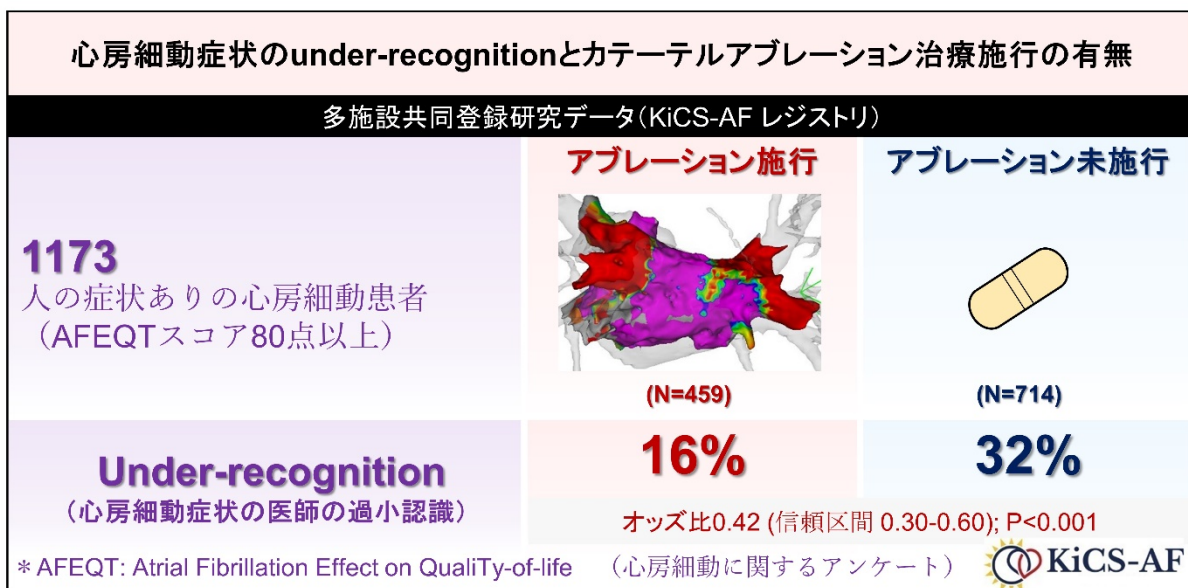 心房細動症状のunder-recognitionとカテーテルアブレーション治療施行の有無
多施設共同登録研究データ(KiCS-AF レジストリ)
アブレーション施行
アブレーション未施行
1173
人の症状ありの心房細動患者
（AFEQTスコア80点以上）
(N=459)
(N=714)
Under-recognition
（心房細動症状の医師の過小認識）
16%
32%
オッズ比0.42 (信頼区間 0.30-0.60); P<0.001
＊AFEQT: Atrial Fibrillation Effect on QualiTy-of-life （心房細動に関するアンケート）
KiCS-AF